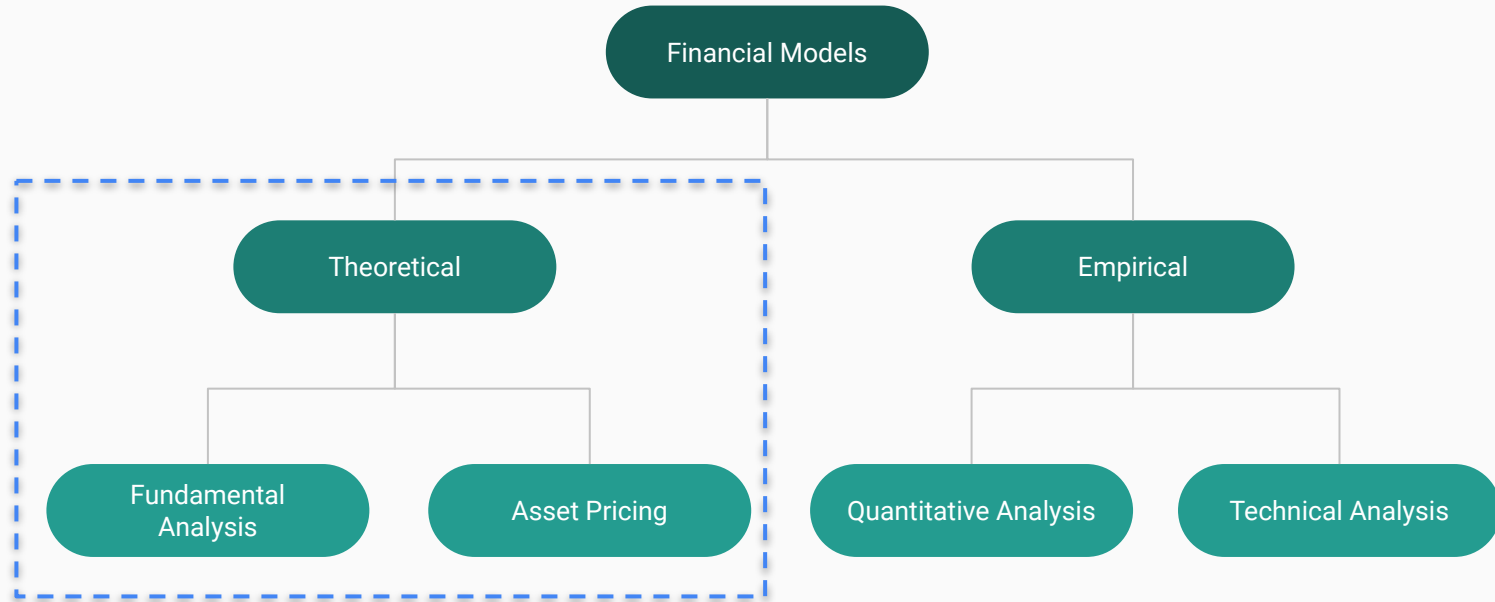 Financial Models
Theoretical
Empirical
Fundamental
Analysis
Asset Pricing
Quantitative Analysis
Technical Analysis